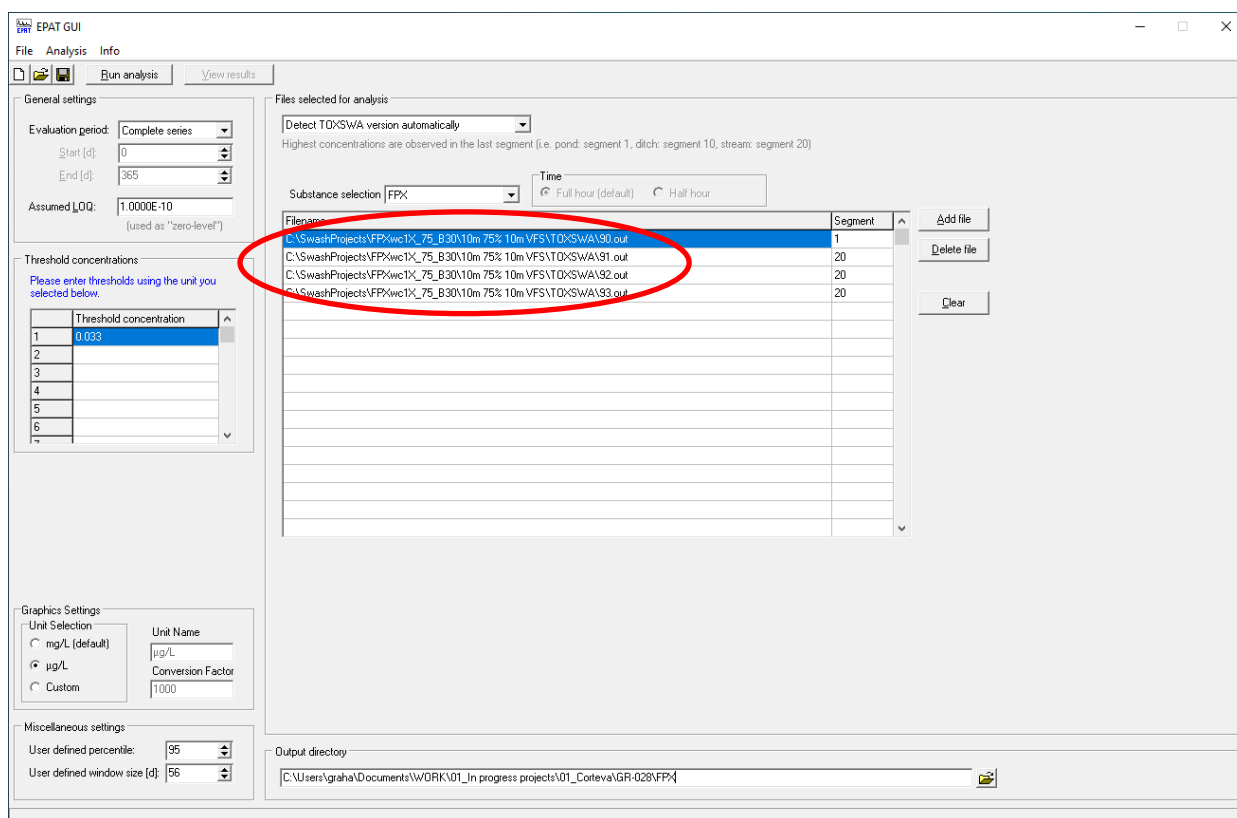 EPAT GUI
File Analysis Info
Run analysis View results
General settings
Evaluation period: Complete series
Start [d]: 0
End [d]: 365
Assumed LOQ: 1.0000E-10
(used as "zero-level")
Threshold concentrations
Please enter thresholds using the unit you
selected below.
Threshold concentration
1 0.033
2
3
4
5
6
7
Graphics Settings
Unit Selection
mg/L (default)
µg/L
Custom
Unit Name
µg/L
Conversion Factor
1000
Miscellaneous settings
User defined percentile: 95
User defined window size [d]: 56
Files selected for analysis
Detect TOXSWA version automatically
Highest concentrations are observed in the last segment (i.e. pond: segment 1, ditch: segment 10, stream: segment 20)
Substance selection FPX
Time
Full hour (default) Half hour
Filename Segment
C:\SwashProjects\FPXwc1X_75_B30\10m 75% 10m VFS\TOXSWA\90.out 1
C:\SwashProjects\FPXwc1X_75_B30\10m 75% 10m VFS\TOXSWA\91.out 20
C:\SwashProjects\FPXwc1X_75_B30\10m 75% 10m VFS\TOXSWA\92.out 20
C:\SwashProjects\FPXwc1X_75_B30\10m 75% 10m VFS\TOXSWA\93.out 20
Add file
Delete file
Clear
Output directory
C:\Users\graha\Documents\WORK\01_In progress projects\01_Corteva\GR-028\FPX